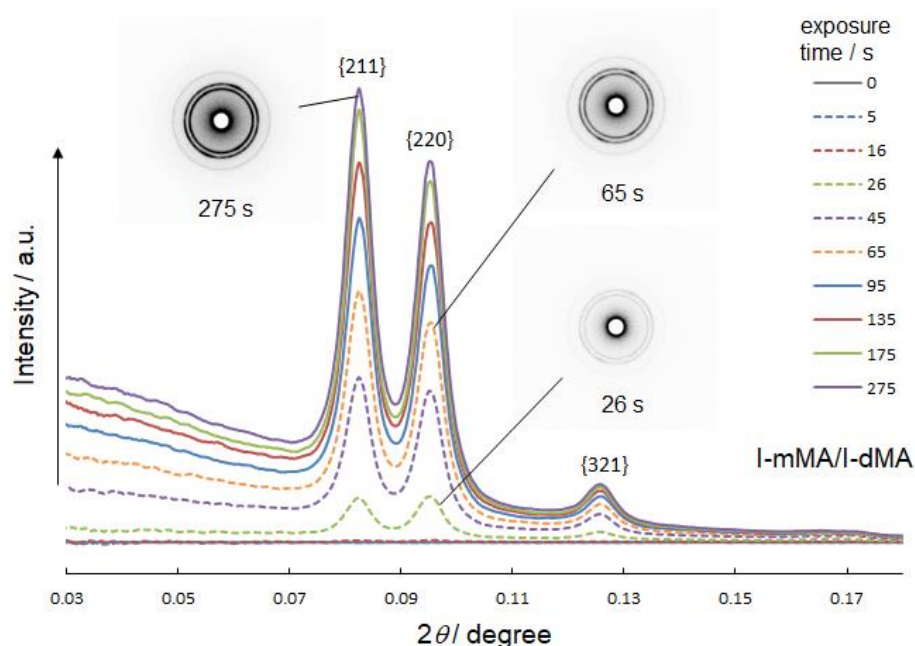 exposure
time / s
0
5
16
26
45
65
95
135
175
275
{211}
{220}
{321}
275 s
65 s
26 s
I-mMA/I-dMA
Intensity / a.u.
0.03 0.05 0.07 0.09 0.11 0.13 0.15 0.17
2θ / degree